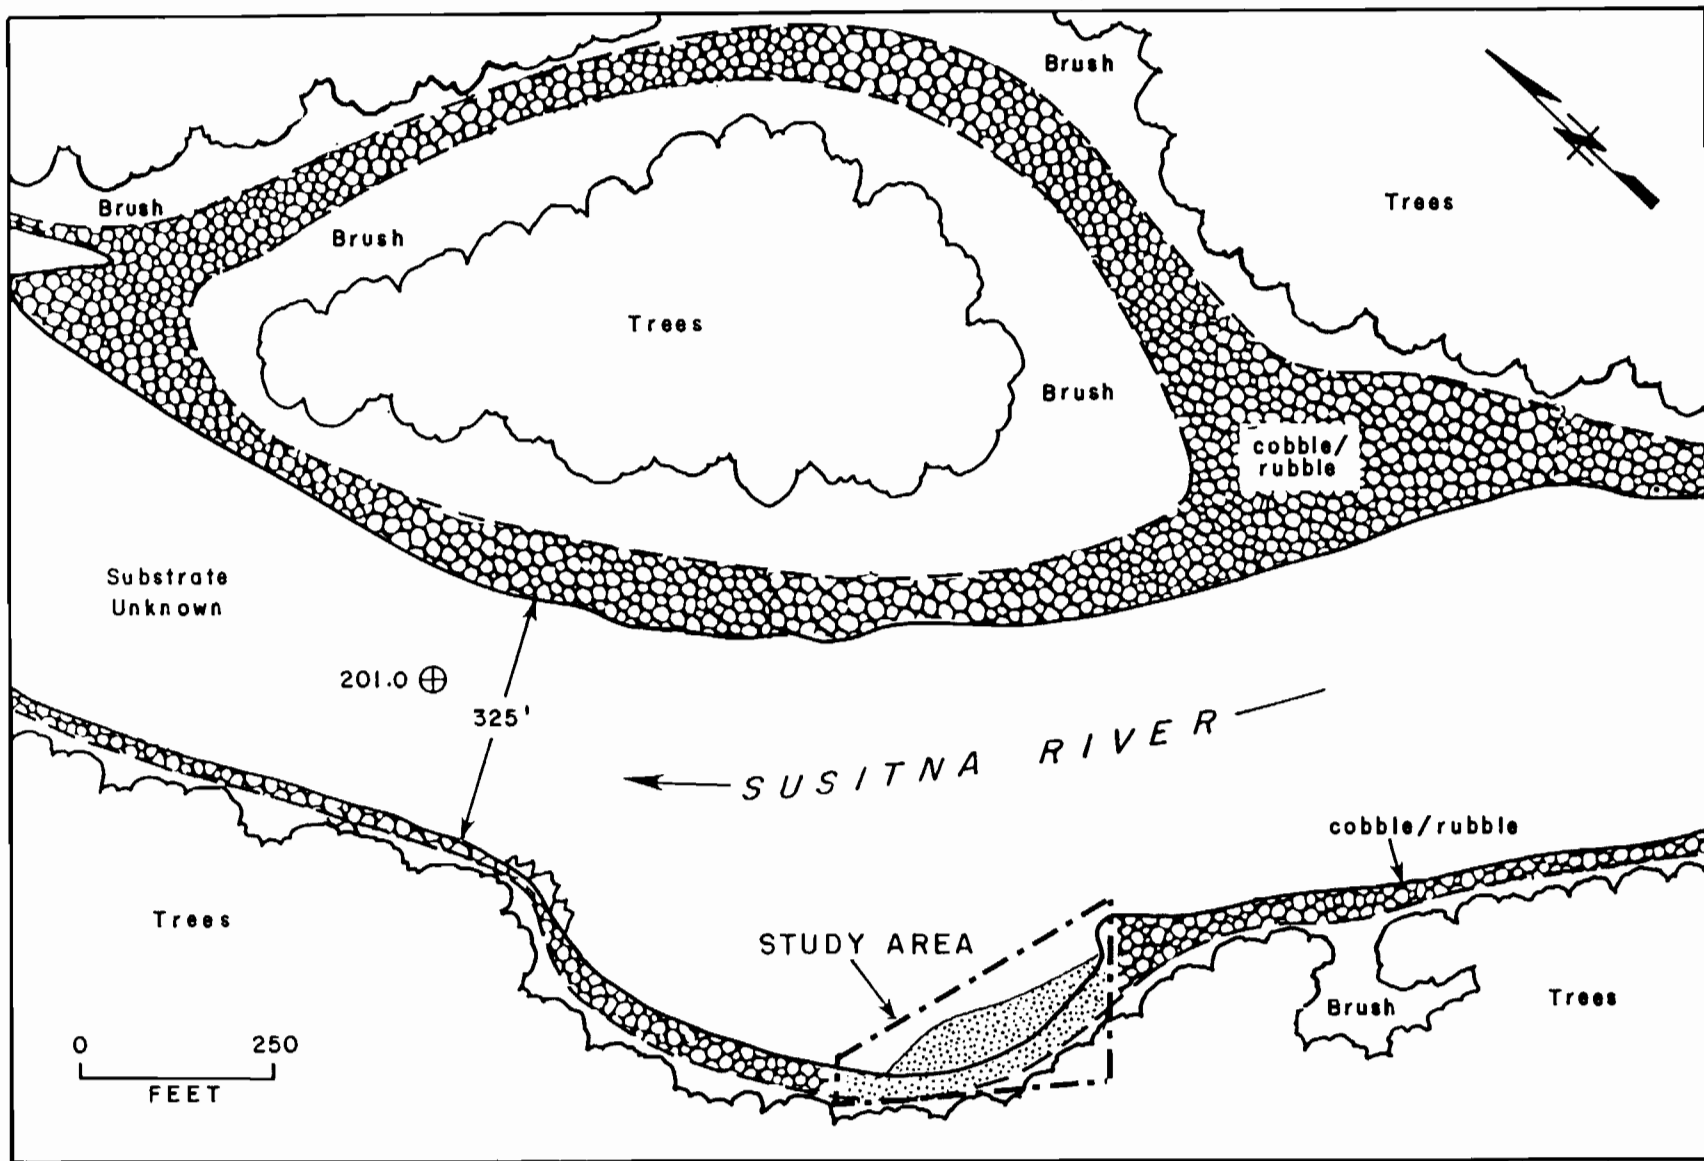 Brush
Trees
Brush
Brush
Trees
Brush
cobble/
rubble
Substrate
Unknown
201.0
325'
SUSITNA RIVER
cobble/rubble
Trees
STUDY AREA
Brush
Trees
0 250
FEET